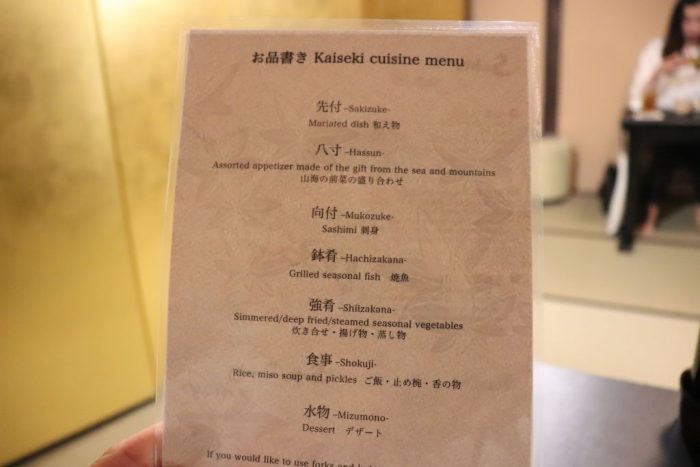 お品書き Kaiseki cuisine menu
先付 –Sakizuke-
Mariated dish 和え物
八寸 –Hassun-
Assorted appetizer made of the gift from the sea and mountains
山海の前菜の盛り合わせ
向付 –Mukozuke-
Sashimi 刺身
鉢肴 –Hachizakana-
Grilled seasonal fish 焼魚
強肴 –Shiizakana-
Simmered/deep fried/steamed seasonal vegetables
炊き合せ・揚げ物・蒸し物
食事 –Shokuji-
Rice, miso soup and pickles ご飯・止め椀・香の物
水物 –Mizumono-
Dessert デザート
If you would like to use forks and